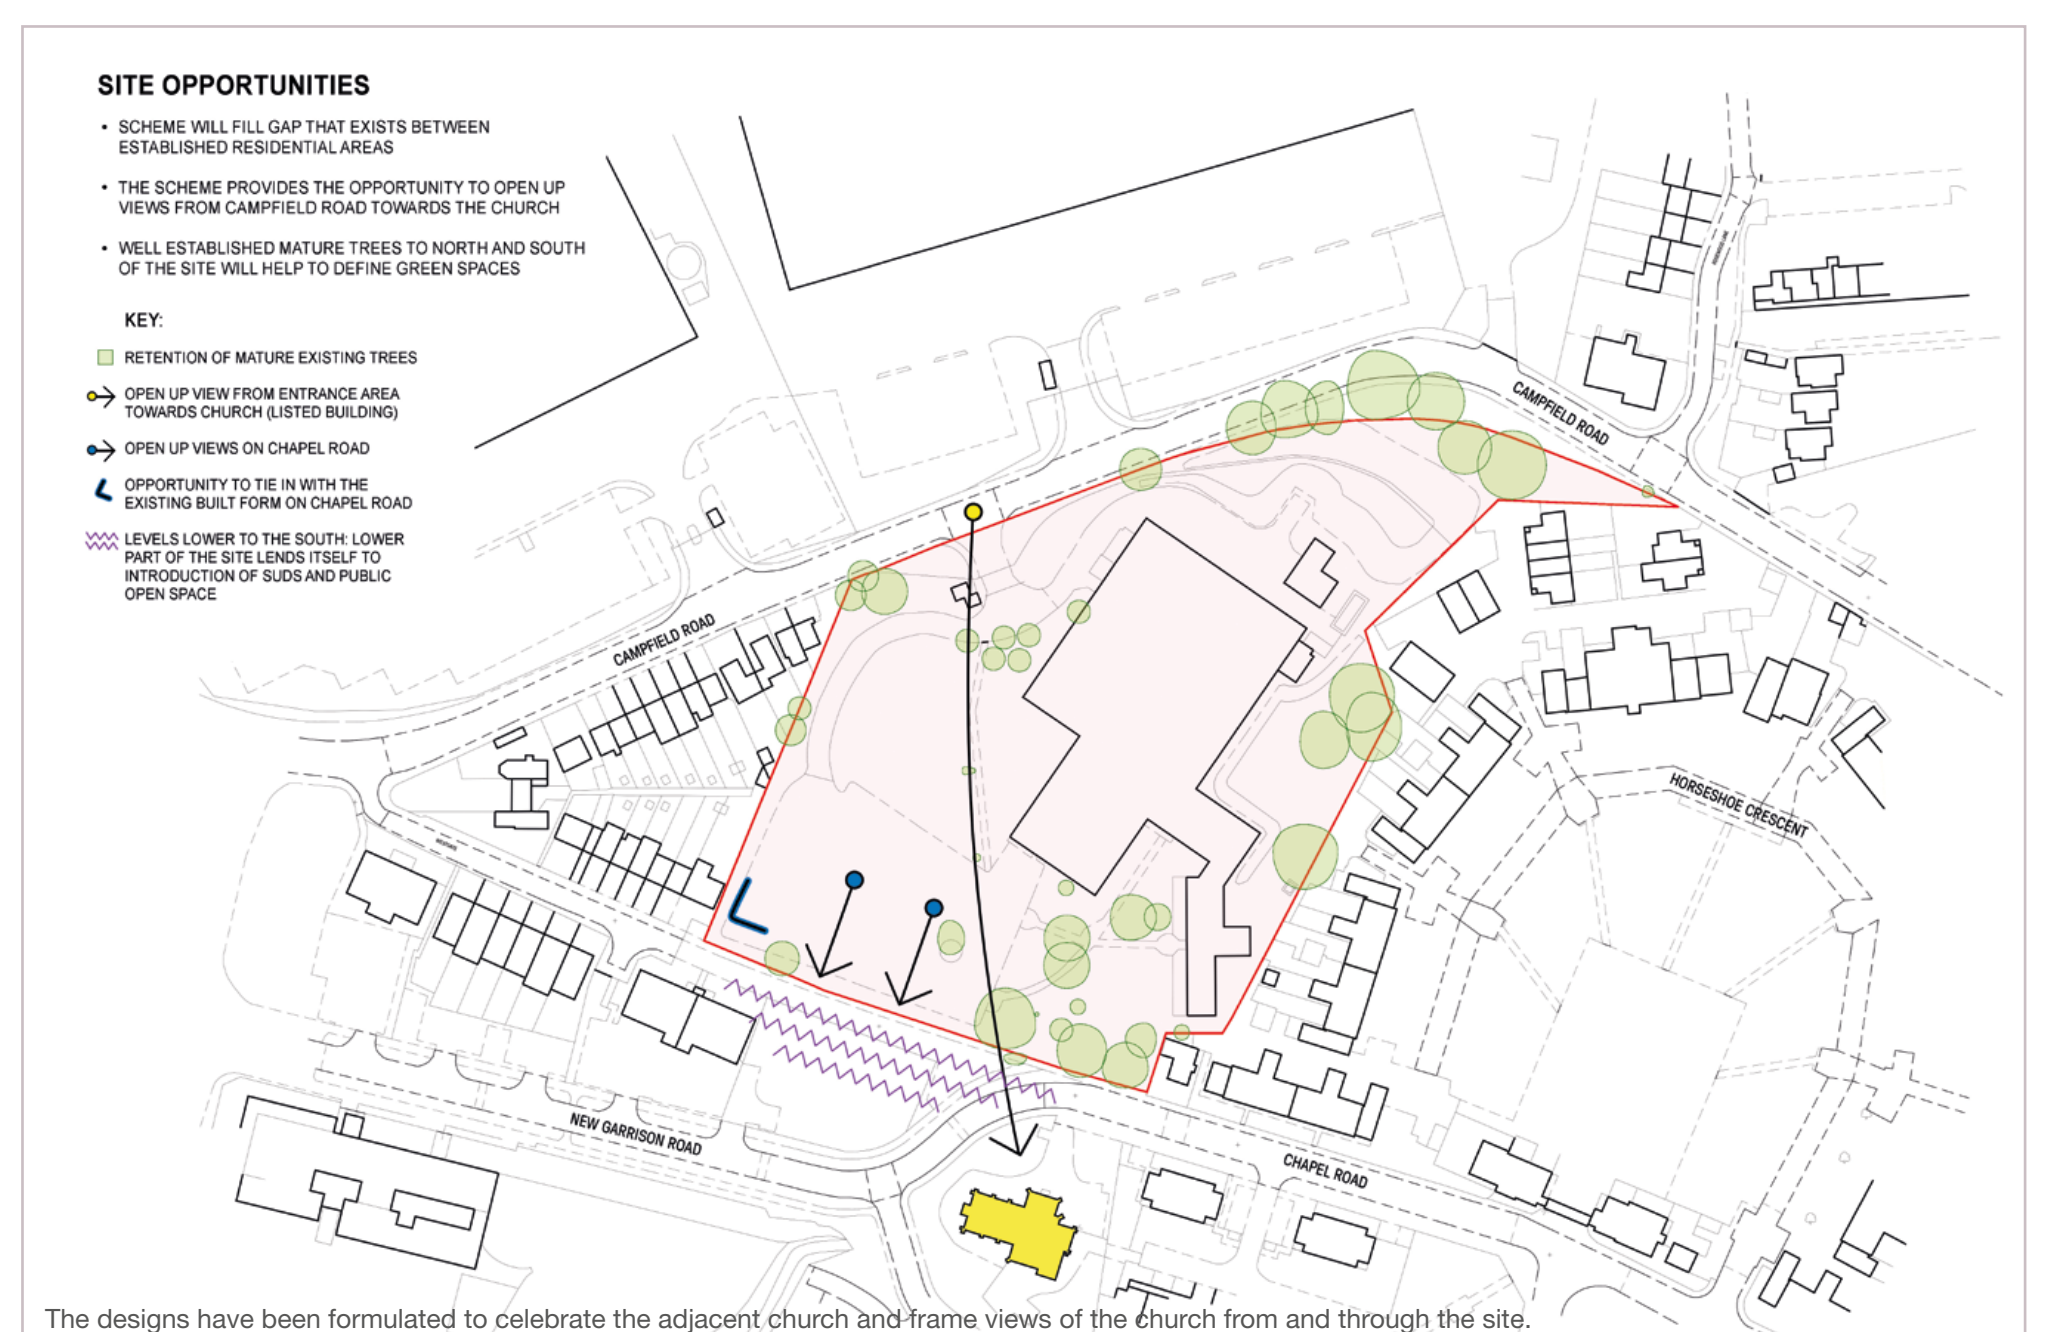 SITE OPPORTUNITIES
• SCHEME WILL FILL GAP THAT EXISTS BETWEEN
ESTABLISHED RESIDENTIAL AREAS
• THE SCHEME PROVIDES THE OPPORTUNITY TO OPEN UP
VIEWS FROM CAMPFIELD ROAD TOWARDS THE CHURCH
• WELL ESTABLISHED MATURE TREES TO NORTH AND SOUTH
OF THE SITE WILL HELP TO DEFINE GREEN SPACES
KEY:
RETENTION OF MATURE EXISTING TREES
OPEN UP VIEW FROM ENTRANCE AREA
TOWARDS CHURCH (LISTED BUILDING)
OPEN UP VIEWS ON CHAPEL ROAD
OPPORTUNITY TO TIE IN WITH THE
EXISTING BUILT FORM ON CHAPEL ROAD
LEVELS LOWER TO THE SOUTH: LOWER
PART OF THE SITE LENDS ITSELF TO
INTRODUCTION OF SUDS AND PUBLIC
OPEN SPACE
CAMPFIELD ROAD
CAMPFIELD ROAD
HORSESHOE CRESCENT
NEW GARRISON ROAD
CHAPEL ROAD
The designs have been formulated to celebrate the adjacent church and frame views of the church from and through the site.